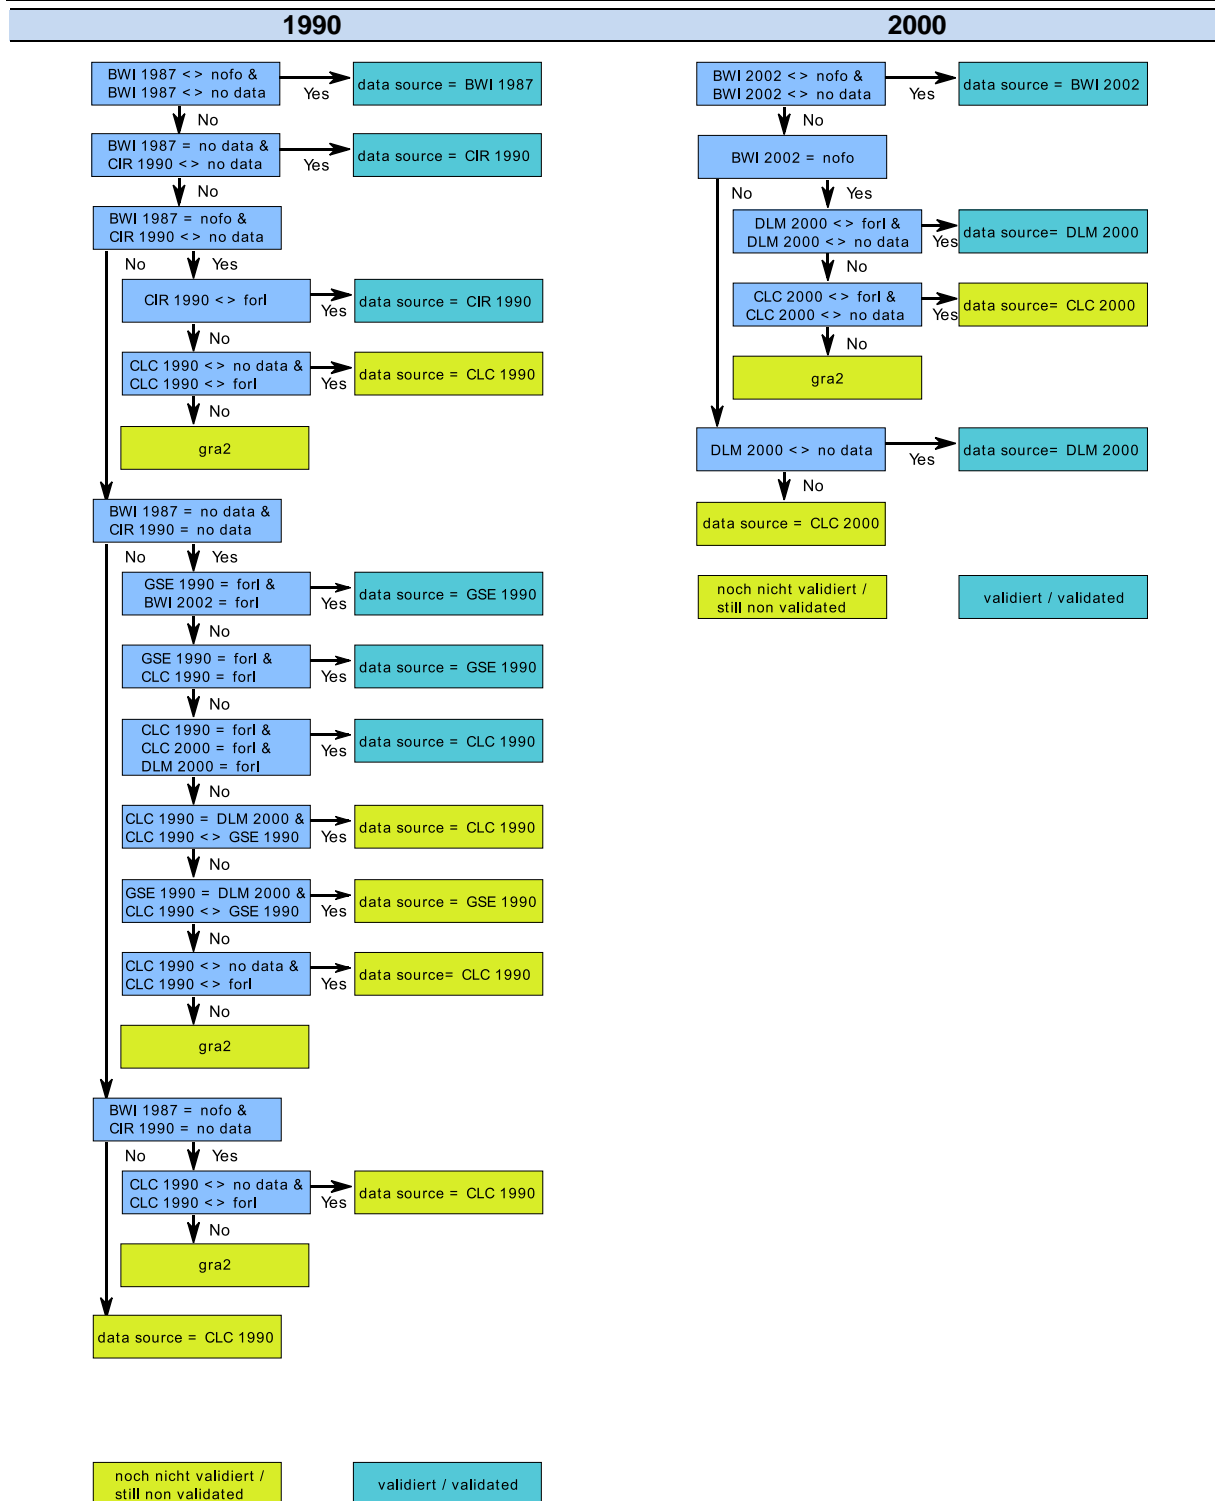 1990
BWI 1987 <> nofo &
BWI 1987 <> no data
Yes
data source = BWI 1987
No
BWI 1987 = no data &
CIR 1990 <> no data
Yes
data source = CIR 1990
No
BWI 1987 = nofo &
CIR 1990 <> no data
No
Yes
CIR 1990 <> forl
Yes
data source = CIR 1990
No
CLC 1990 <> no data &
CLC 1990 <> forl
Yes
data source = CLC 1990
No
gra2
BWI 1987 = no data &
CIR 1990 = no data
No
Yes
GSE 1990 = forl &
BWI 2002 = forl
Yes
data source = GSE 1990
No
GSE 1990 = forl &
CLC 1990 = forl
Yes
data source = GSE 1990
No
CLC 1990 = forl &
CLC 2000 = forl &
DLM 2000 = forl
Yes
data source = CLC 1990
No
CLC 1990 = DLM 2000 &
CLC 1990 <> GSE 1990
Yes
data source = CLC 1990
No
GSE 1990 = DLM 2000 &
CLC 1990 <> GSE 1990
Yes
data source = GSE 1990
No
CLC 1990 <> no data &
CLC 1990 <> forl
Yes
data source= CLC 1990
No
gra2
BWI 1987 = nofo &
CIR 1990 = no data
No
Yes
CLC 1990 <> no data &
CLC 1990 <> forl
Yes
data source = CLC 1990
No
gra2
data source = CLC 1990
noch nicht validiert /
still non validated
validiert / validated
2000
BWI 2002 <> nofo &
BWI 2002 <> no data
Yes
data source = BWI 2002
No
BWI 2002 = nofo
No
Yes
DLM 2000 <> forl &
DLM 2000 <> no data
Yes
data source= DLM 2000
No
CLC 2000 <> forl &
CLC 2000 <> no data
Yes
data source= CLC 2000
No
gra2
DLM 2000 <> no data
Yes
data source= DLM 2000
No
data source = CLC 2000
noch nicht validiert /
still non validated
validiert / validated